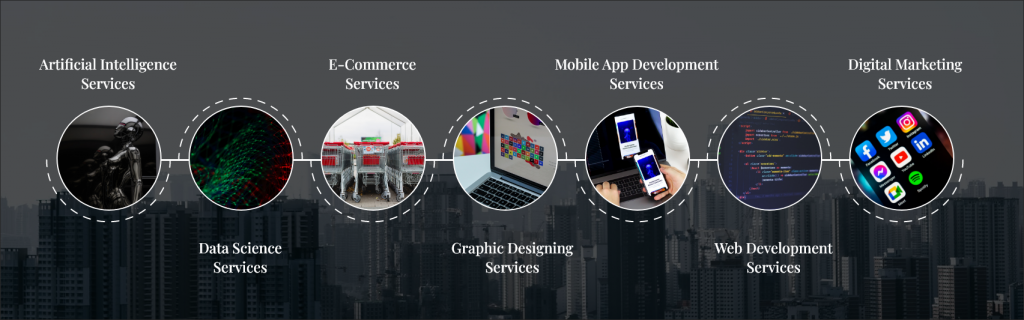 Artificial Intelligence
Services
Data Science
Services
E-Commerce
Services
Graphic Designing
Services
Mobile App Development
Services
Web Development
Services
Digital Marketing
Services